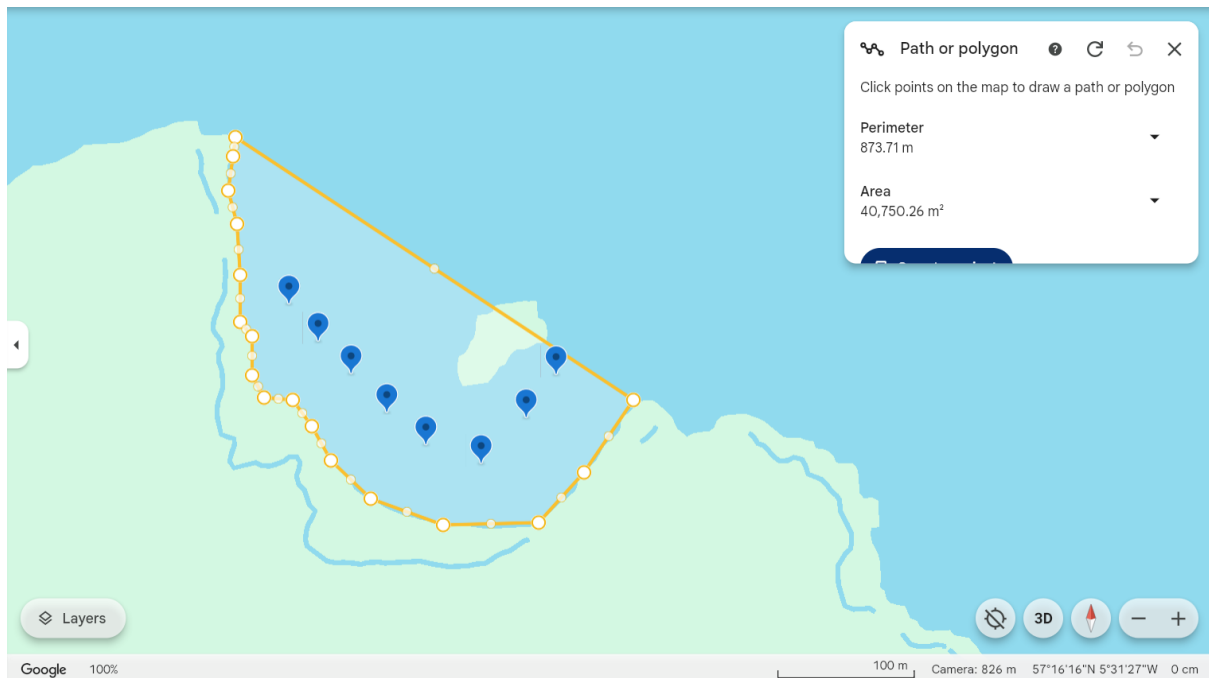 Path or polygon
Click points on the map to draw a path or polygon
Perimeter
873.71 m
Area
40,750.26 m²
Layers
3D
Google
100%
100 m
Camera: 826 m
57°16'16"N 5°31'27"W
0 cm